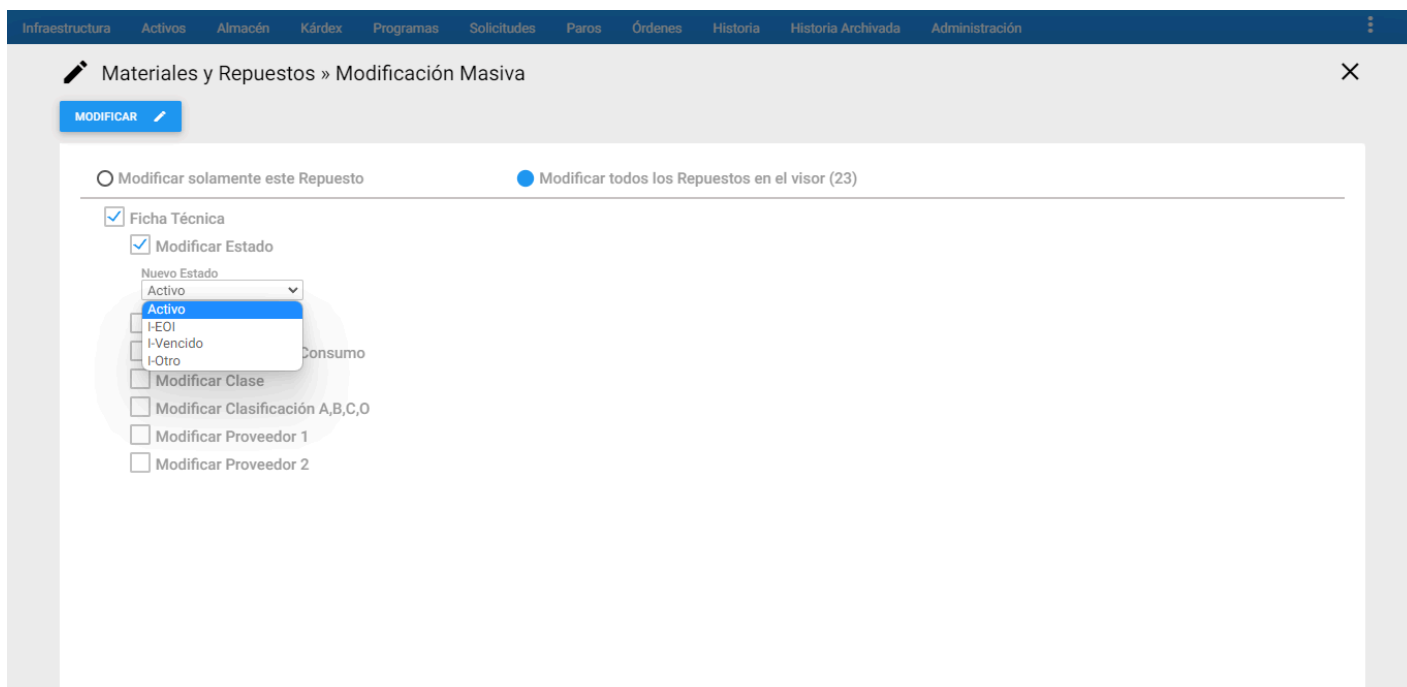 Infraestructura Activos Almacén Kárdex Programas Solicitudes Paros Órdenes Historia Historia Archivada Administración
Materiales y Repuestos » Modificación Masiva
MODIFICAR
Modificar solamente este Repuesto Modificar todos los Repuestos en el visor (23)
Ficha Técnica
Modificar Estado
Nuevo Estado
Activo
Activo
I-EOI
I-Vencido
I-Otro
Consumo
Modificar Clase
Modificar Clasificación A,B,C,O
Modificar Proveedor 1
Modificar Proveedor 2